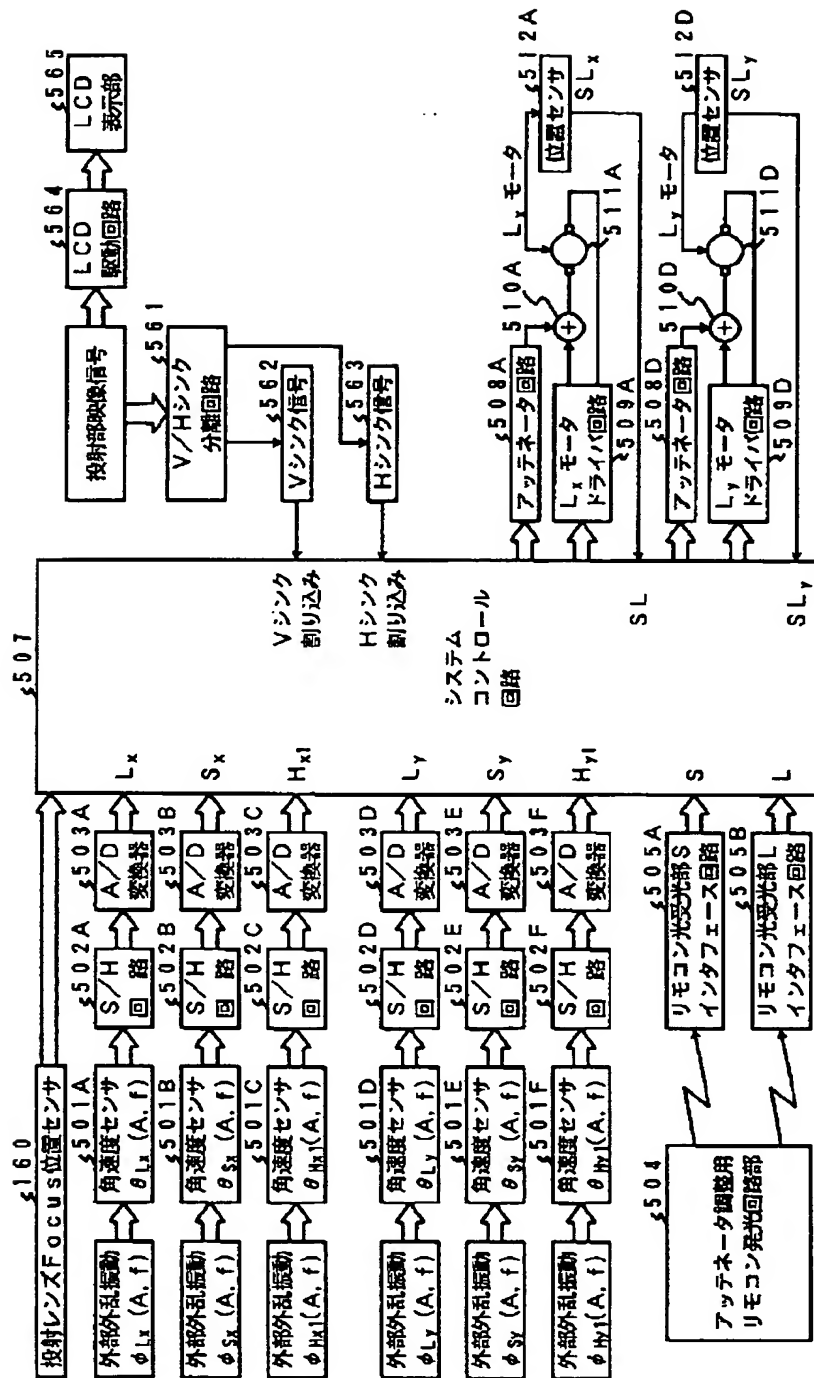 160
投射レンズFocus位置センサ
507
外部外乱振動
φLx (A, f)
501A
角速度センサ
θLx (A, f)
502A
S/H
回 路
503A
A/D
変換器
Lx
外部外乱振動
φSx (A, f)
501B
角速度センサ
θSx (A, f)
502B
S/H
回 路
503B
A/D
変換器
Sx
外部外乱振動
φHx1 (A, f)
501C
角速度センサ
θHx1(A, f)
502C
S/H
回 路
503C
A/D
変換器
Hx1
外部外乱振動
φLy (A, f)
501D
角速度センサ
θLy (A, f)
502D
S/H
回 路
503D
A/D
変換器
Ly
外部外乱振動
φSy (A, f)
501E
角速度センサ
θSy (A, f)
502E
S/H
回 路
503E
A/D
変換器
Sy
外部外乱振動
φHy1(A, f)
501F
角速度センサ
θHy1(A, f)
502F
S/H
回 路
503F
A/D
変換器
Hy1
504
アッテネータ調整用
リモコン発光回路部
505A
リモコン光受光部S
インタフェース回路
S
505B
リモコン光受光部L
インタフェース回路
L
システム
コントロール
回路
Vシンク
割り込み
Hシンク
割り込み
SL
SLy
投射部映像信号
564
LCD
駆動回路
565
LCD
表示部
561
V/Hシンク
分離回路
562
Vシンク信号
563
Hシンク信号
508A
アッテネータ回路
510A
Lxモータ
512A
位置センサ
SLx
Lxモータ
ドライバ回路
509A
511A
508D
アッテネータ回路
510D
Lyモータ
512D
位置センサ
SLy
Lyモータ
ドライバ回路
509D
511D